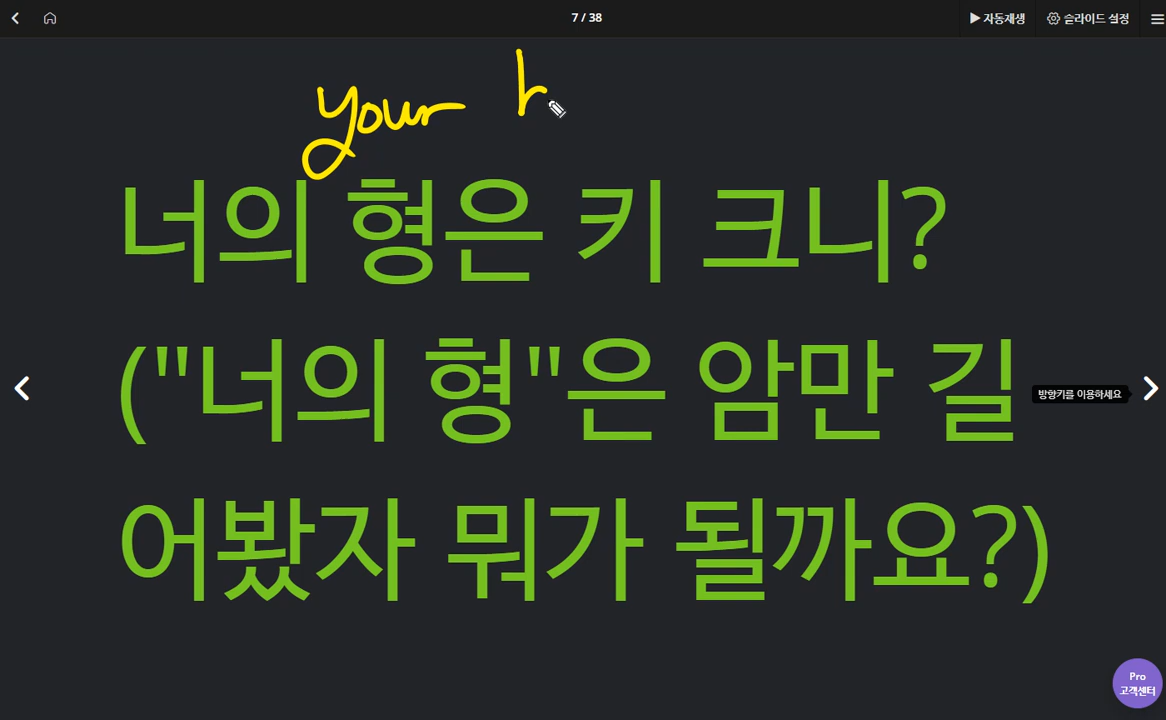 7 / 38
자동재생
슬라이드 설정
your
너의 형은 키 크니?
("너의 형"은 암만 길
방향키를 이용하세요
어봤자 뭐가 될까요?)
Pro
고객센터